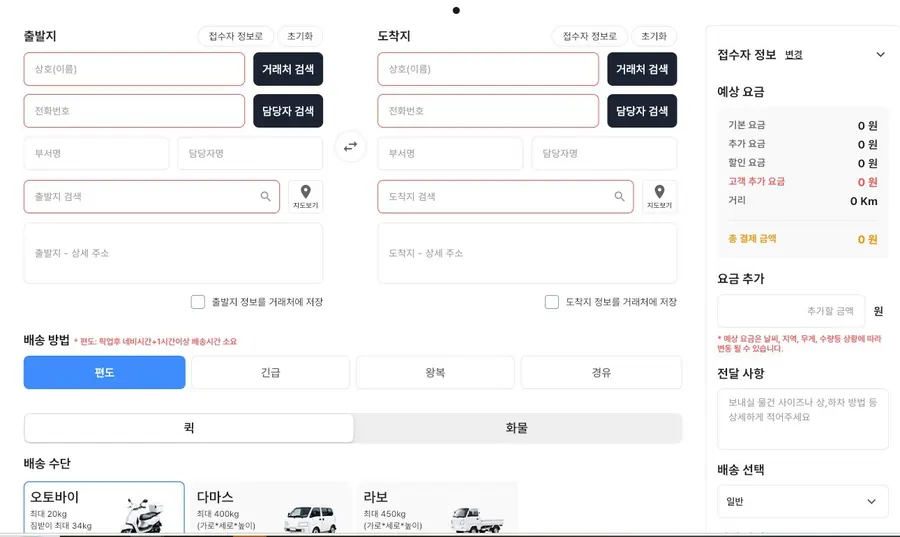 출발지
접수자 정보로
초기화
상호(이름)
거래처 검색
전화번호
담당자 검색
부서명
담당자명
출발지 검색
지도보기
출발지 - 상세 주소
출발지 정보를 거래처에 저장
도착지
접수자 정보로
초기화
상호(이름)
거래처 검색
전화번호
담당자 검색
부서명
담당자명
도착지 검색
지도보기
도착지 - 상세 주소
도착지 정보를 거래처에 저장
배송 방법 * 편도: 픽업후 네비시간+1시간이상 배송시간 소요
편도
긴급
왕복
경유
퀵
화물
배송 수단
오토바이
최대 20kg
짐받이 최대 34kg
다마스
최대 400kg
(가로*세로*높이)
라보
최대 450kg
(가로*세로*높이)
접수자 정보 변경
예상 요금
기본 요금 0 원
추가 요금 0 원
할인 요금 0 원
고객 추가 요금 0 원
거리 0 Km
총 결제 금액 0 원
요금 추가
추가할 금액 원
* 예상 요금은 날씨, 지역, 무게, 수량등 상황에 따라
변동 될 수 있습니다.
전달 사항
보내실 물건 사이즈나 상,하차 방법 등
상세하게 적어주세요
배송 선택
일반